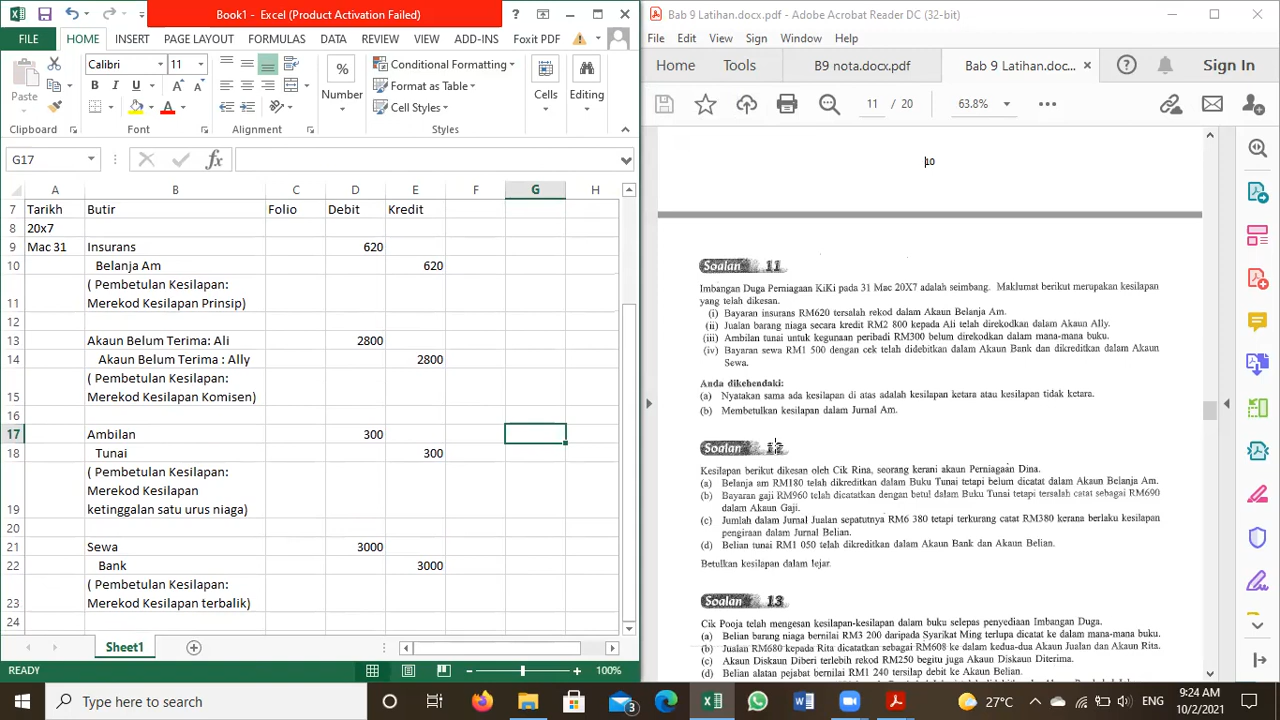 Book1 - Excel (Product Activation Failed)
FILE HOME INSERT PAGE LAYOUT FORMULAS DATA REVIEW VIEW ADD-INS Foxit PDF
Calibri 11
Paste
B I U
A
%
Number
Conditional Formatting
Format as Table
Cell Styles
Cells
Editing
Clipboard Font Alignment Styles
G17 fx
A B C D E F G H
7 Tarikh Butir Folio Debit Kredit
8 20x7
9 Mac 31 Insurans 620
10 Belanja Am 620
( Pembetulan Kesilapan:
11 Merekod Kesilapan Prinsip)
12
13 Akaun Belum Terima: Ali 2800
14 Akaun Belum Terima : Ally 2800
( Pembetulan Kesilapan:
15 Merekod Kesilapan Komisen)
16
17 Ambilan 300
18 Tunai 300
( Pembetulan Kesilapan:
Merekod Kesilapan
19 ketinggalan satu urus niaga)
20
21 Sewa 3000
22 Bank 3000
( Pembetulan Kesilapan:
23 Merekod Kesilapan terbalik)
24
Sheet1
READY 100%
Bab 9 Latihan.docx.pdf - Adobe Acrobat Reader DC (32-bit)
File Edit View Sign Window Help
Home Tools B9 nota.docx.pdf Bab 9 Latihan.doc... Sign In
11 / 20 63.8%
10
Soalan 11
Imbangan Duga Perniagaan KiKi pada 31 Mac 20X7 adalah seimbang. Maklumat berikut merupakan kesilapan
yang telah dikesan.
(i) Bayaran insurans RM620 tersalah rekod dalam Akaun Belanja Am.
(ii) Jualan barang niaga secara kredit RM2 800 kepada Ali telah direkodkan dalam Akaun Ally.
(iii) Ambilan tunai untuk kegunaan peribadi RM300 belum direkodkan dalam mana-mana buku.
(iv) Bayaran sewa RM1 500 dengan cek telah didebitkan dalam Akaun Bank dan dikreditkan dalam Akaun
Sewa.
Anda dikehendaki:
(a) Nyatakan sama ada kesilapan di atas adalah kesilapan ketara atau kesilapan tidak ketara.
(b) Membetulkan kesilapan dalam Jurnal Am.
Soalan 12
Kesilapan berikut dikesan oleh Cik Rina, seorang kerani akaun Perniagaan Dina.
(a) Belanja am RM180 telah dikreditkan dalam Buku Tunai tetapi belum dicatat dalam Akaun Belanja Am.
(b) Bayaran gaji RM960 telah dicatatkan dengan betul dalam Buku Tunai tetapi tersalah catat sebagai RM690
dalam Akaun Gaji.
(c) Jumlah dalam Jurnal Jualan sepatutnya RM6 380 tetapi terkurang catat RM380 kerana berlaku kesilapan
pengiraan dalam Jurnal Belian.
(d) Belian tunai RM1 050 telah dikreditkan dalam Akaun Bank dan Akaun Belian.
Betulkan kesilapan dalam lejar.
Soalan 13
Cik Pooja telah mengesan kesilapan-kesilapan dalam buku selepas penyediaan Imbangan Duga.
(a) Belian barang niaga bernilai RM3 200 daripada Syarikat Ming terlupa dicatat ke dalam mana-mana buku.
(b) Jualan RM680 kepada Rita dicatatkan sebagai RM608 ke dalam kedua-dua Akaun Jualan dan Akaun Rita.
(c) Akaun Diskaun Diberi terlebih rekod RM250 begitu juga Akaun Diskaun Diterima.
(d) Belian alatan pejabat bernilai RM1 240 tersilap debit ke Akaun Belian.
Type here to search
3
27°C
ENG
9:24 AM
10/2/2021